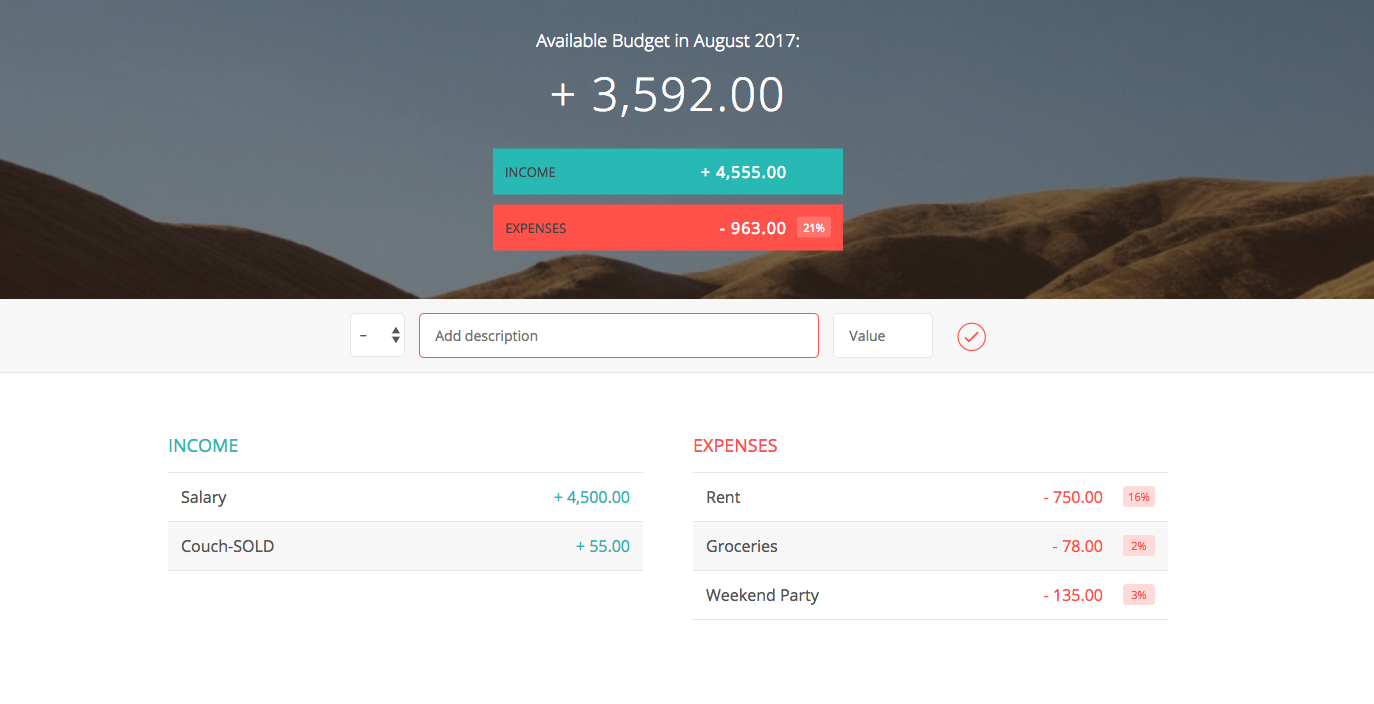 Available Budget in August 2017:
+ 3,592.00
INCOME + 4,555.00
EXPENSES - 963.00 21%
– Add description Value
INCOME
Salary + 4,500.00
Couch-SOLD + 55.00
EXPENSES
Rent - 750.00 16%
Groceries - 78.00 2%
Weekend Party - 135.00 3%